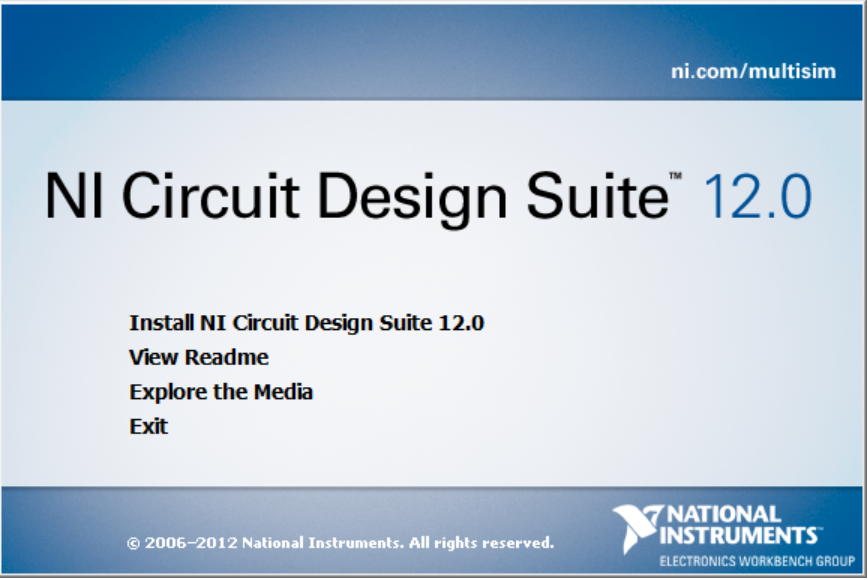 ni.com/multisim
NI Circuit Design Suite™ 12.0
Install NI Circuit Design Suite 12.0
View Readme
Explore the Media
Exit
© 2006–2012 National Instruments. All rights reserved.
NATIONAL
INSTRUMENTS™
ELECTRONICS WORKBENCH GROUP